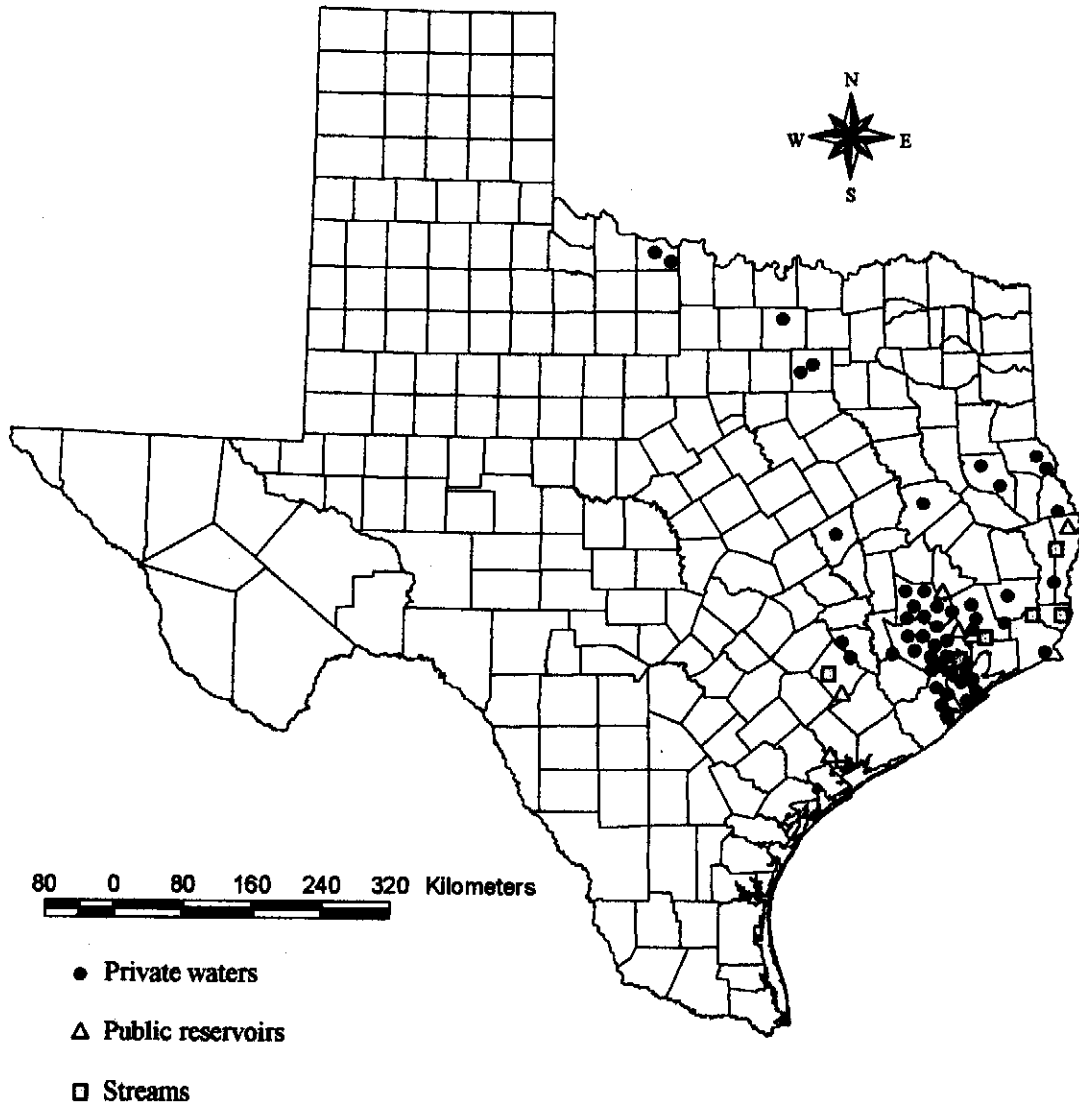 N
W E
S
80 0 80 160 240 320 Kilometers
Private waters
Public reservoirs
Streams